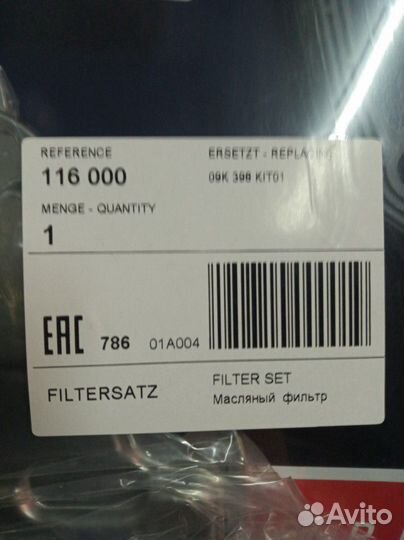 REFERENCE
116 000
ERSETZT - REPLACING
09K 398 KIT01
MENGE - QUANTITY
1
EAC 786 01A004
FILTERSATZ
FILTER SET
Масляный фильтр
Avito